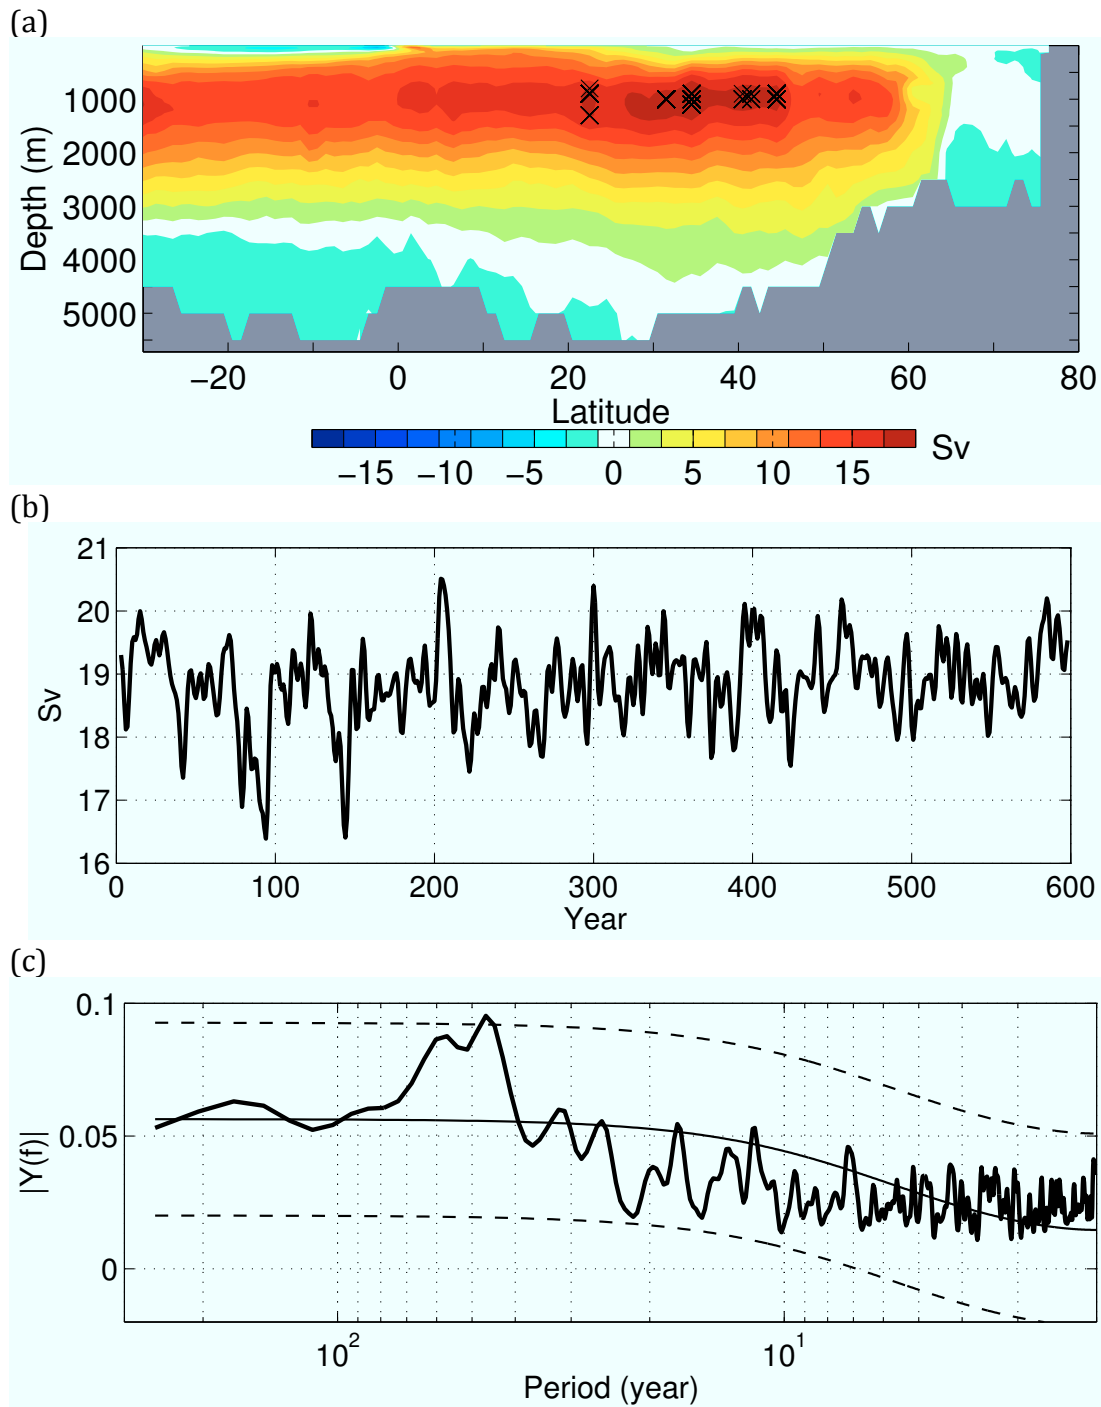 (a)
1000
2000
3000
4000
5000
Depth (m)
−20 0 20 40 60 80
Latitude
−15 −10 −5 0 5 10 15 Sv
(b)
21
20
19
18
17
16
Sv
0 100 200 300 400 500 600
Year
(c)
0.1
0.05
0
|Y(f)|
10² 10¹
Period (year)